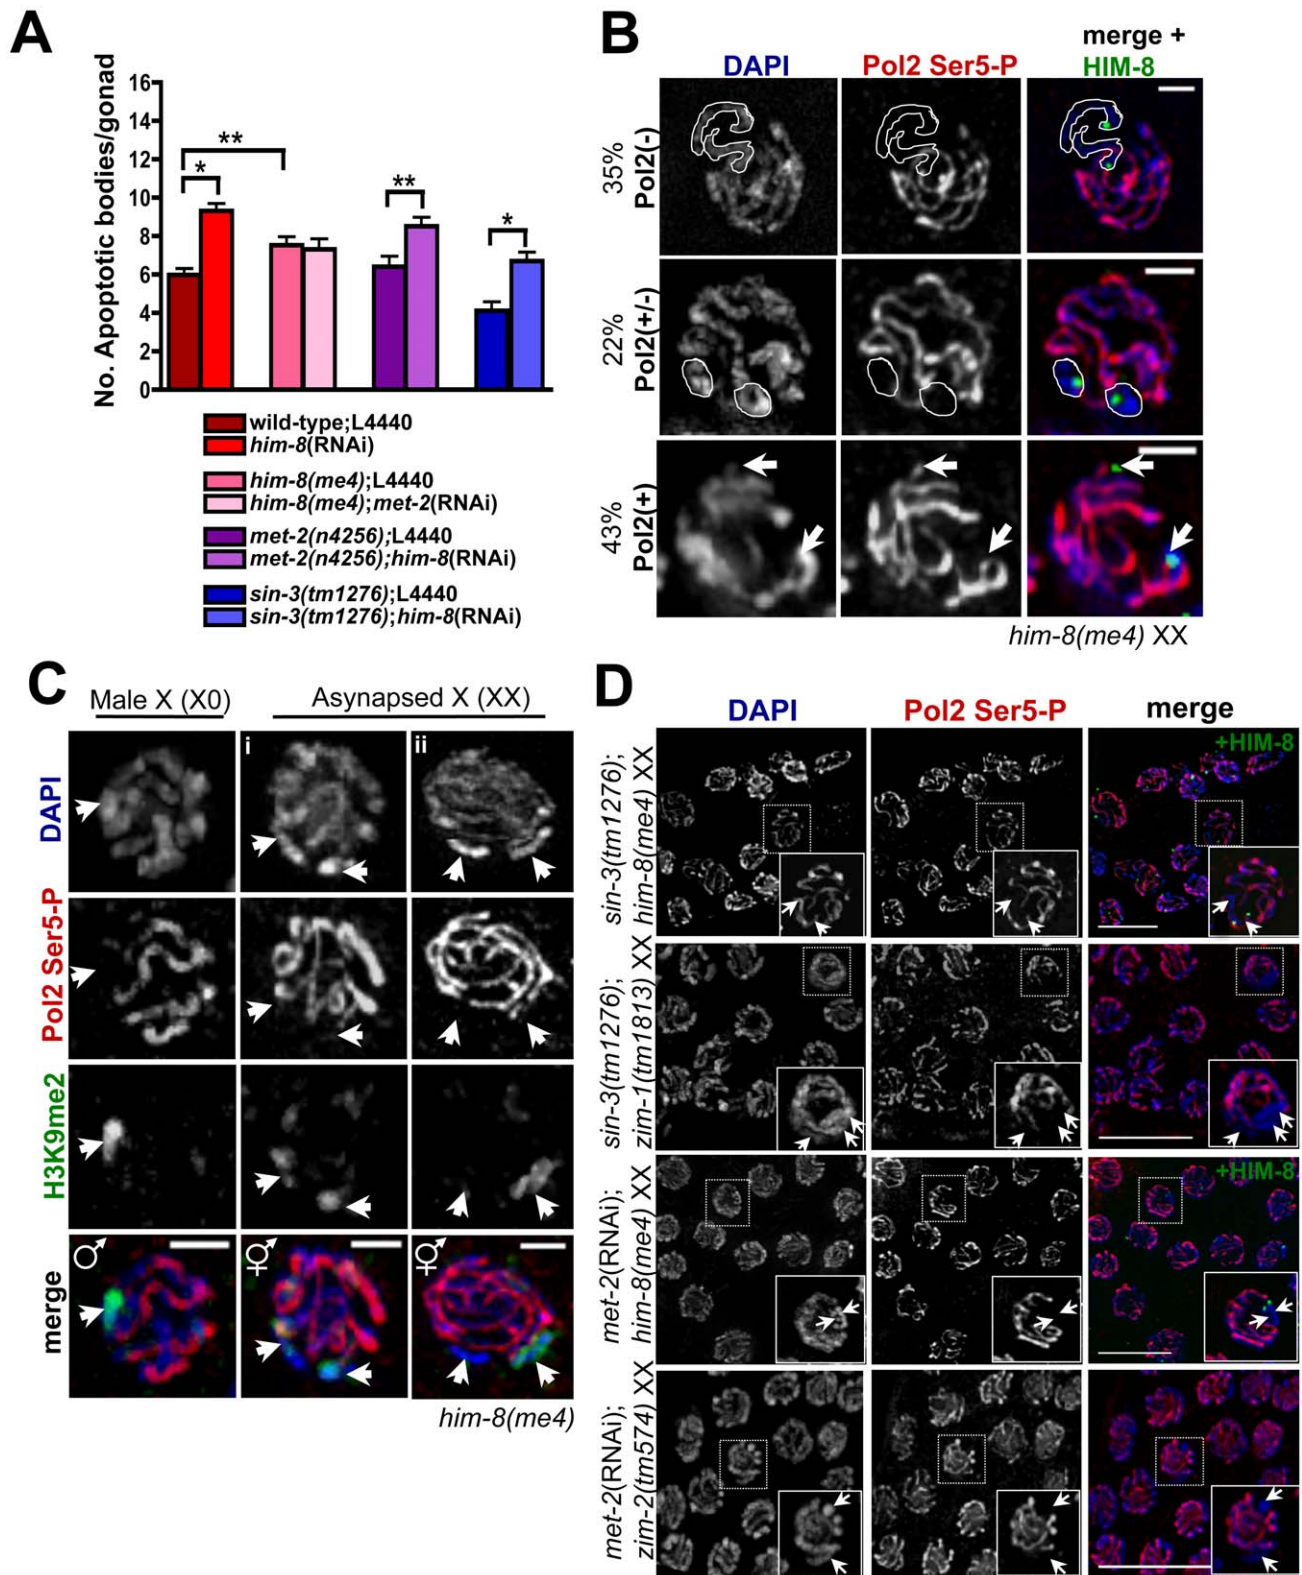 A
No. Apoptotic bodies/gonad
16
14
12
10
8
6
4
2
0
**
*
**
*
wild-type;L4440
him-8(RNAi)
him-8(me4);L4440
him-8(me4);met-2(RNAi)
met-2(n4256);L4440
met-2(n4256);him-8(RNAi)
sin-3(tm1276);L4440
sin-3(tm1276);him-8(RNAi)
B
DAPI
Pol2 Ser5-P
merge +
HIM-8
35%
Pol2(-)
22%
Pol2(+/-)
43%
Pol2(+)
him-8(me4) XX
C
Male X (X0)
Asynapsed X (XX)
i
ii
DAPI
Pol2 Ser5-P
H3K9me2
merge
him-8(me4)
D
DAPI
Pol2 Ser5-P
merge
sin-3(tm1276);
him-8(me4) XX
+HIM-8
sin-3(tm1276);
zim-1(tm1813) XX
met-2(RNAi);
him-8(me4) XX
+HIM-8
met-2(RNAi);
zim-2(tm574) XX